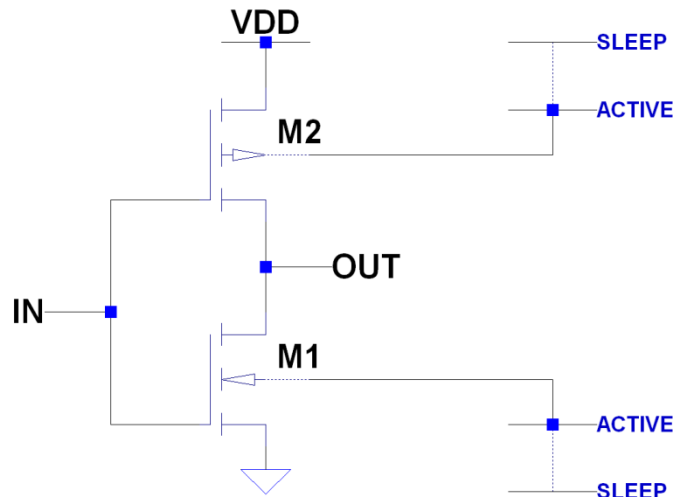 VDD
SLEEP
ACTIVE
M2
OUT
IN
M1
ACTIVE
SLEEP